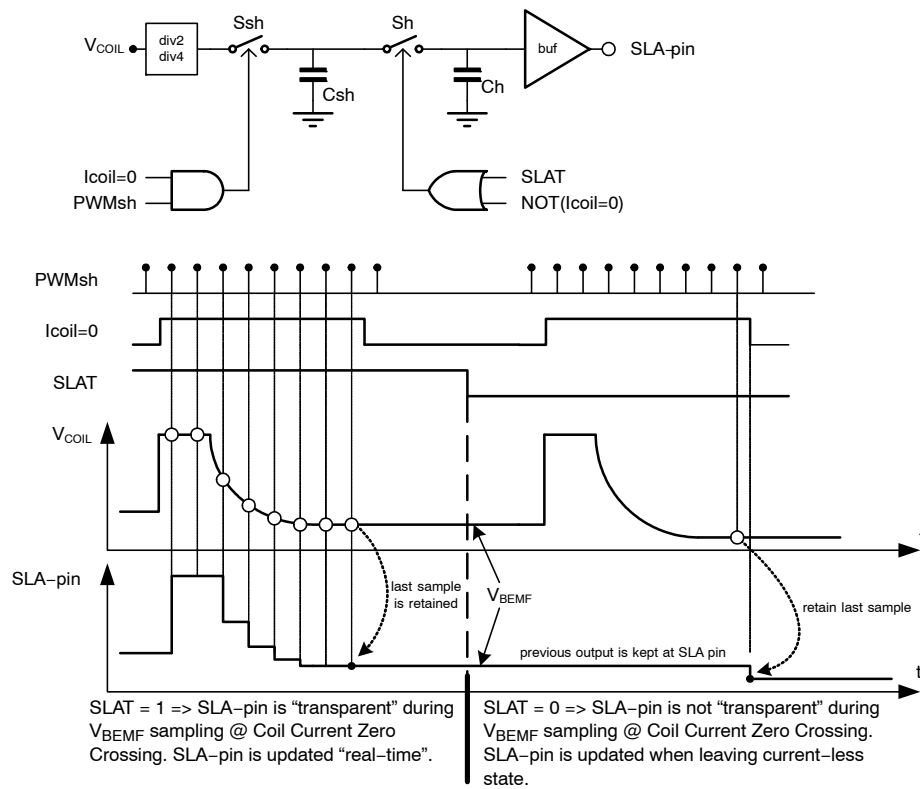 Ssh
Sh
VCOIL
div2
div4
buf
SLA−pin
Csh
Ch
Icoil=0
PWMsh
SLAT
NOT(Icoil=0)
PWMsh
Icoil=0
SLAT
VCOIL
t
SLA−pin
last sample
is retained
VBEMF
retain last sample
previous output is kept at SLA pin
t
SLAT = 1 => SLA−pin is “transparent” during
VBEMF sampling @ Coil Current Zero
Crossing. SLA−pin is updated “real−time”.
SLAT = 0 => SLA−pin is not “transparent” during
VBEMF sampling @ Coil Current Zero Crossing.
SLA−pin is updated when leaving current−less
state.